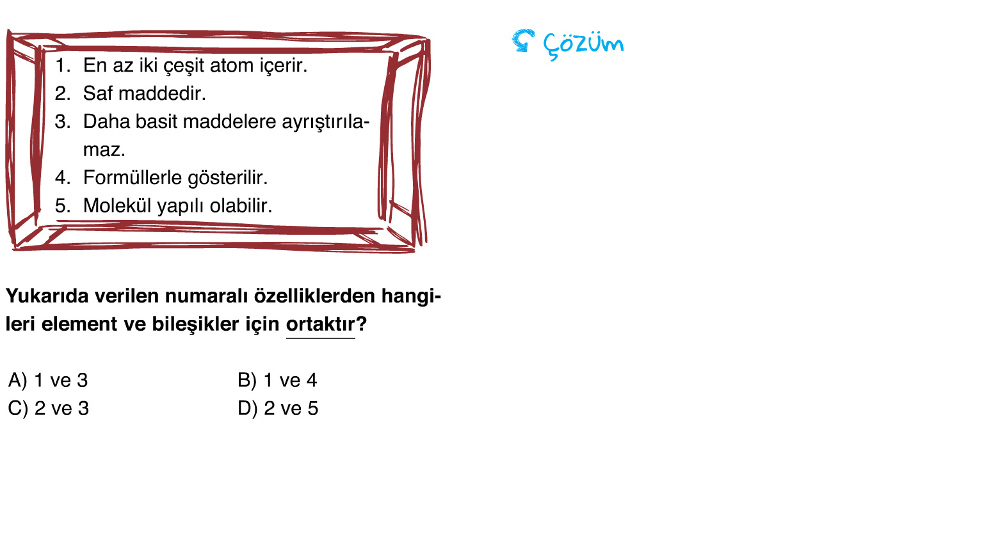 1. En az iki çeşit atom içerir.
2. Saf maddedir.
3. Daha basit maddelere ayrıştırıla-
maz.
4. Formüllerle gösterilir.
5. Molekül yapılı olabilir.
Yukarıda verilen numaralı özelliklerden hangi-
leri element ve bileşikler için ortaktır?
A) 1 ve 3 B) 1 ve 4
C) 2 ve 3 D) 2 ve 5
Çözüm